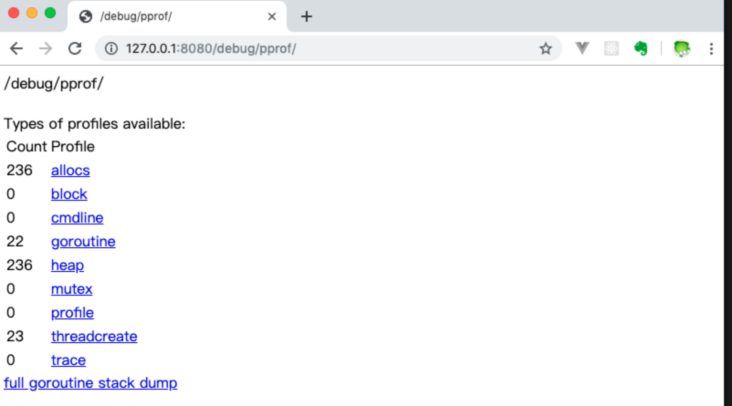 /debug/pprof/
127.0.0.1:8080/debug/pprof/
/debug/pprof/
Types of profiles available:
Count Profile
236 allocs
0 block
0 cmdline
22 goroutine
236 heap
0 mutex
0 profile
23 threadcreate
0 trace
full goroutine stack dump